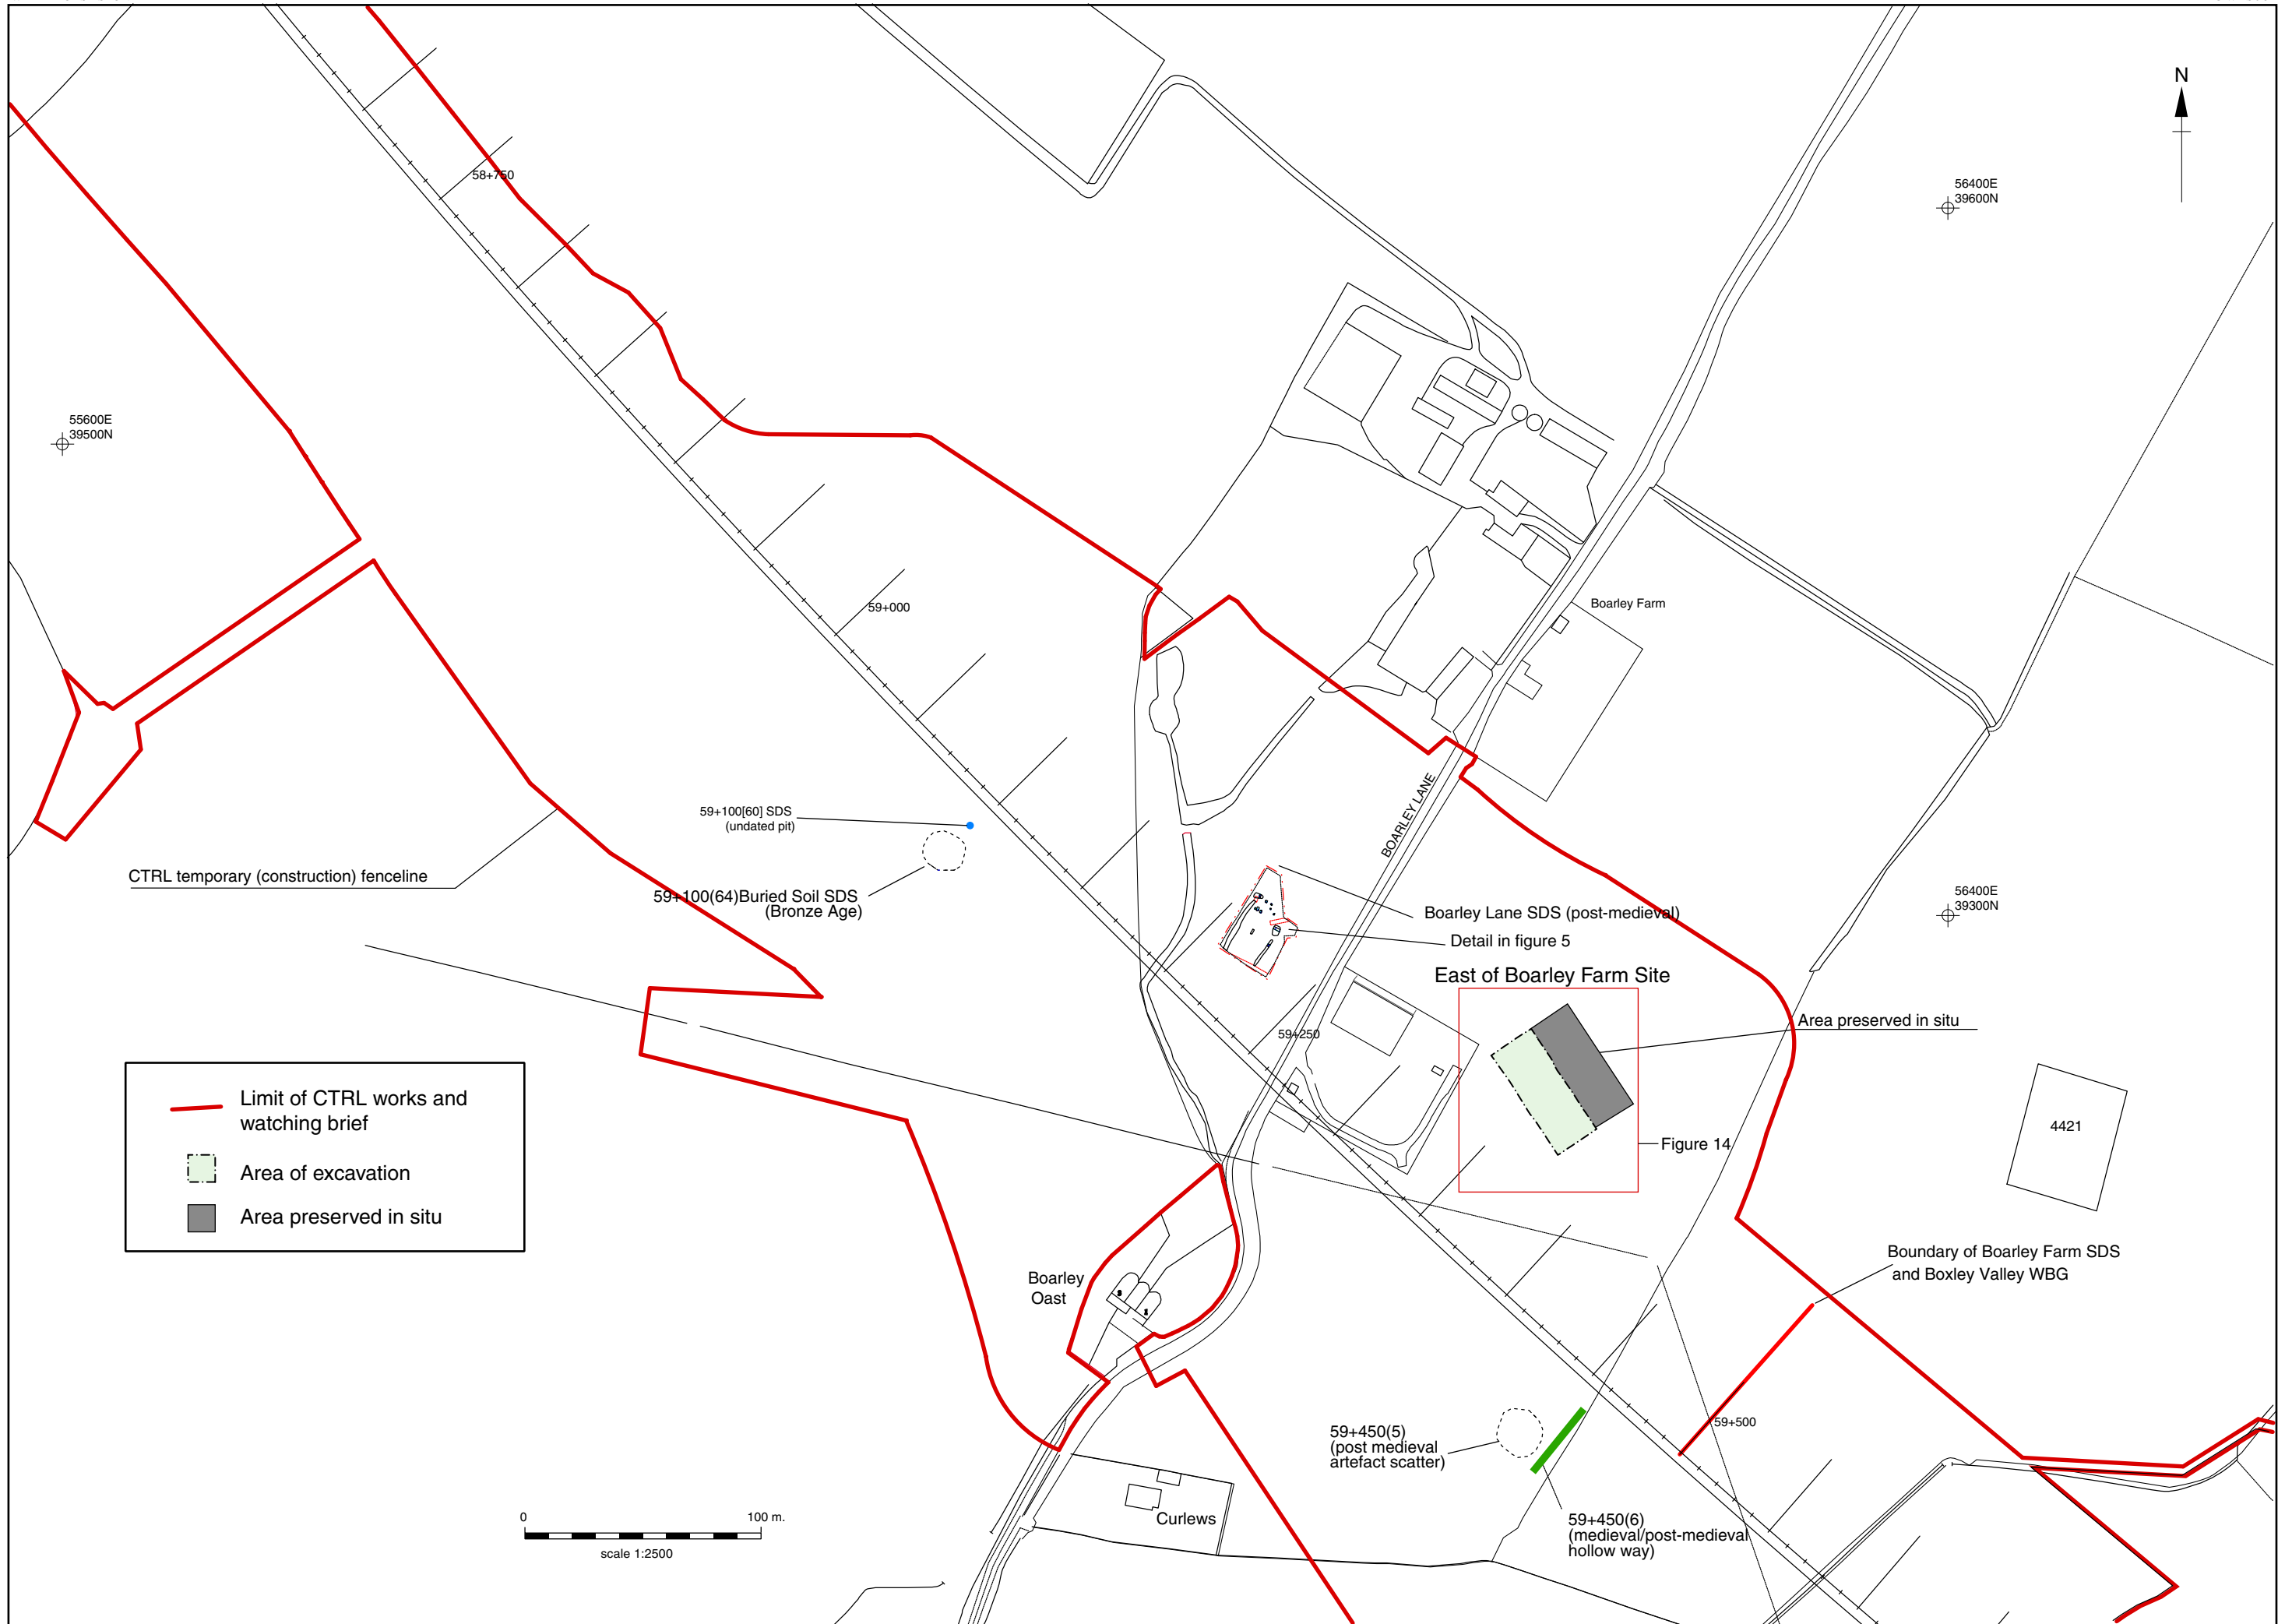 N
56400E
39600N
58+750
55600E
39500N
59+000
Boarley Farm
BOARLEY LANE
59+100[60] SDS
(undated pit)
CTRL temporary (construction) fenceline
59+100(64)Buried Soil SDS
(Bronze Age)
56400E
39300N
Boarley Lane SDS (post-medieval)
Detail in figure 5
East of Boarley Farm Site
Area preserved in situ
59+250
Figure 14
4421
Limit of CTRL works and
watching brief
Area of excavation
Area preserved in situ
Boundary of Boarley Farm SDS
and Boxley Valley WBG
Boarley
Oast
59+500
59+450(5)
(post medieval
artefact scatter)
59+450(6)
(medieval/post-medieval
hollow way)
Curlews
0 100 m.
scale 1:2500